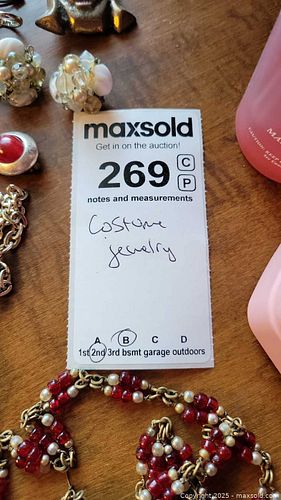 maxsold
Get in on the auction!
269 C
P
notes and measurements
Costume
jewelry
A B C D
1st 2nd 3rd bsmt garage outdoors
Copyright 2025 - maxsold.com